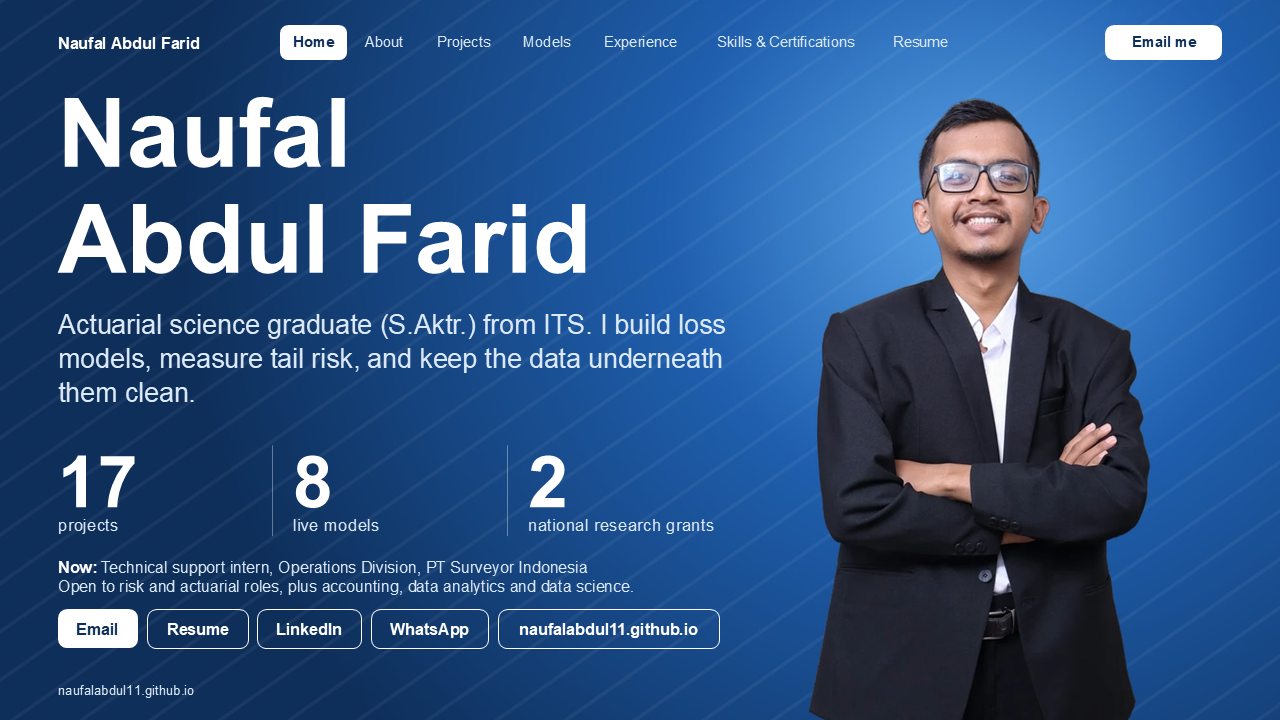 Naufal Abdul Farid
Home
About
Projects
Models
Experience
Skills & Certifications
Resume
Email me
Naufal
Abdul Farid
Actuarial science graduate (S.Aktr.) from ITS. I build loss
models, measure tail risk, and keep the data underneath
them clean.
17
projects
8
live models
2
national research grants
Now: Technical support intern, Operations Division, PT Surveyor Indonesia
Open to risk and actuarial roles, plus accounting, data analytics and data science.
Email
Resume
LinkedIn
WhatsApp
naufalabdul11.github.io
naufalabdul11.github.io